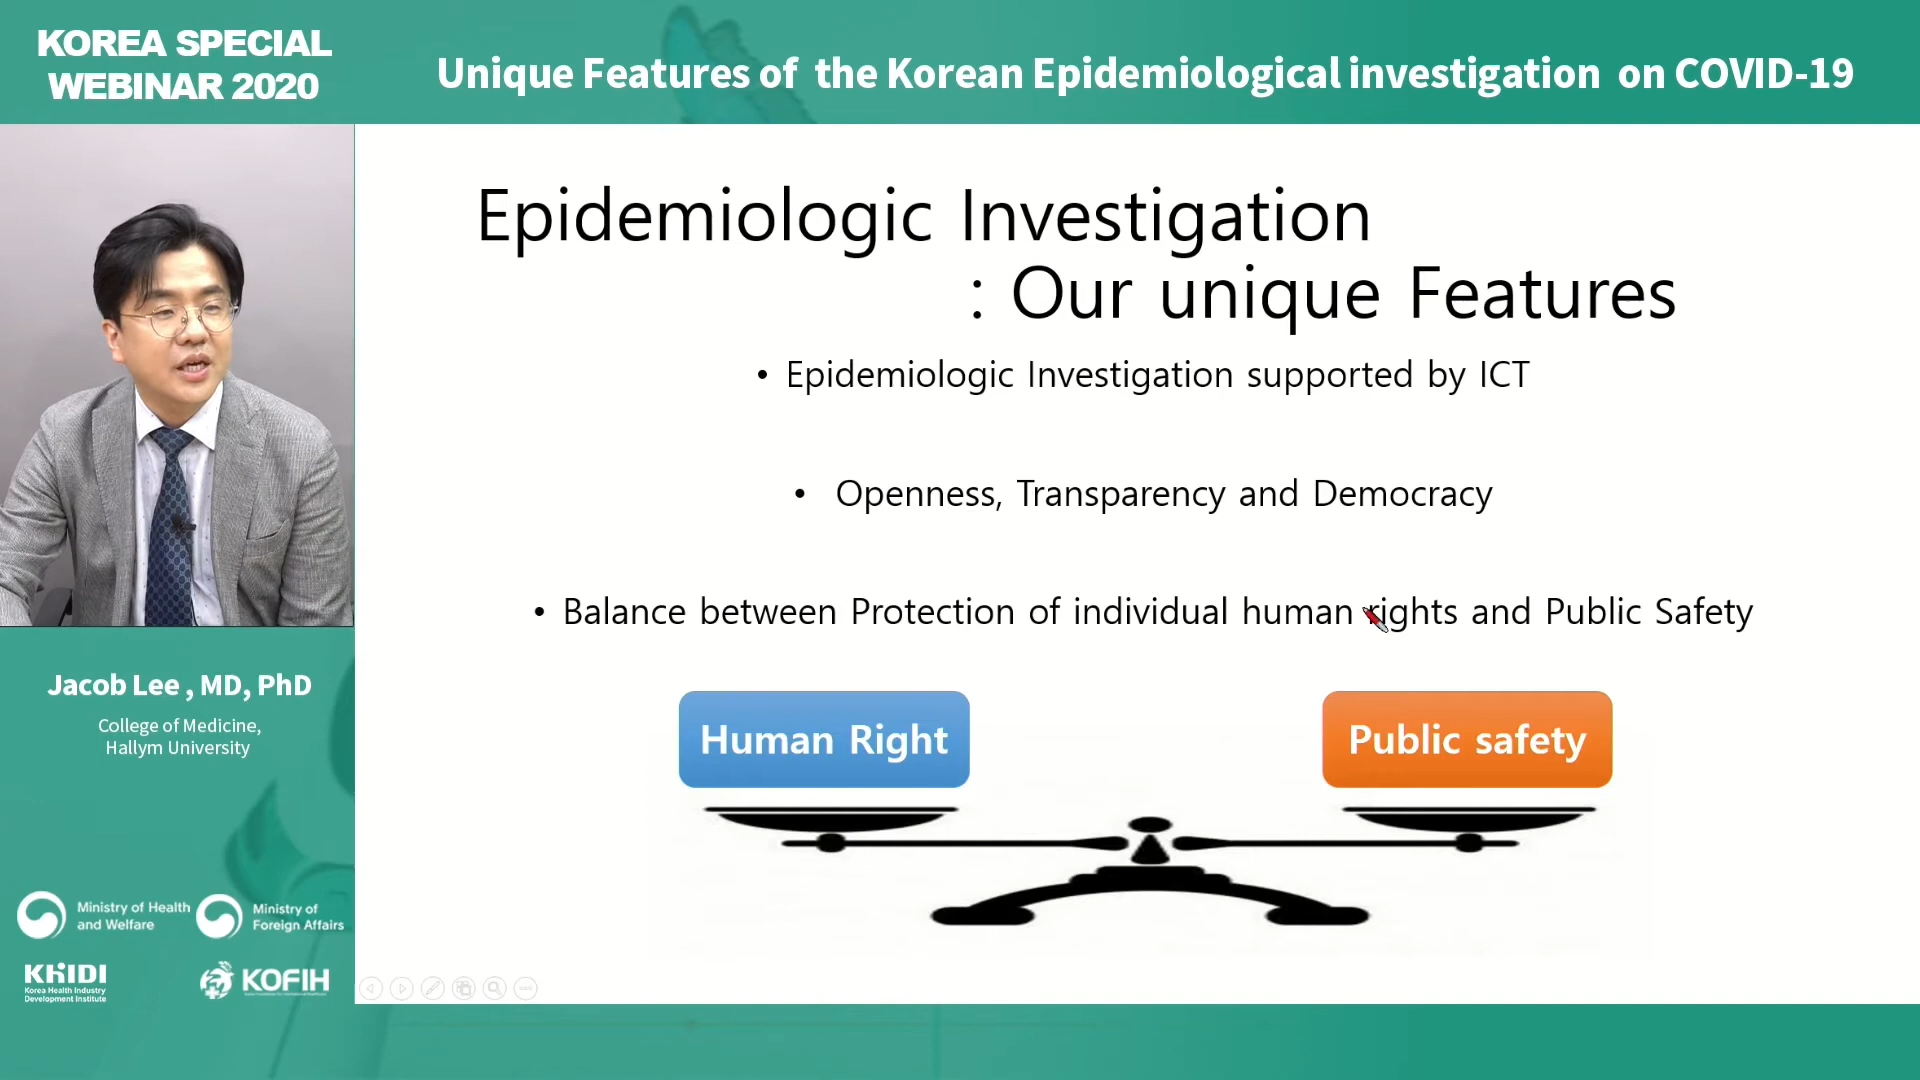 KOREA SPECIAL
WEBINAR 2020
Unique Features of the Korean Epidemiological investigation on COVID-19
Epidemiologic Investigation
: Our unique Features
• Epidemiologic Investigation supported by ICT
• Openness, Transparency and Democracy
• Balance between Protection of individual human rights and Public Safety
Human Right
Public safety
Jacob Lee , MD, PhD
College of Medicine,
Hallym University
Ministry of Health
and Welfare
Ministry of
Foreign Affairs
KHIDI
Korea Health Industry
Development Institute
KOFIH